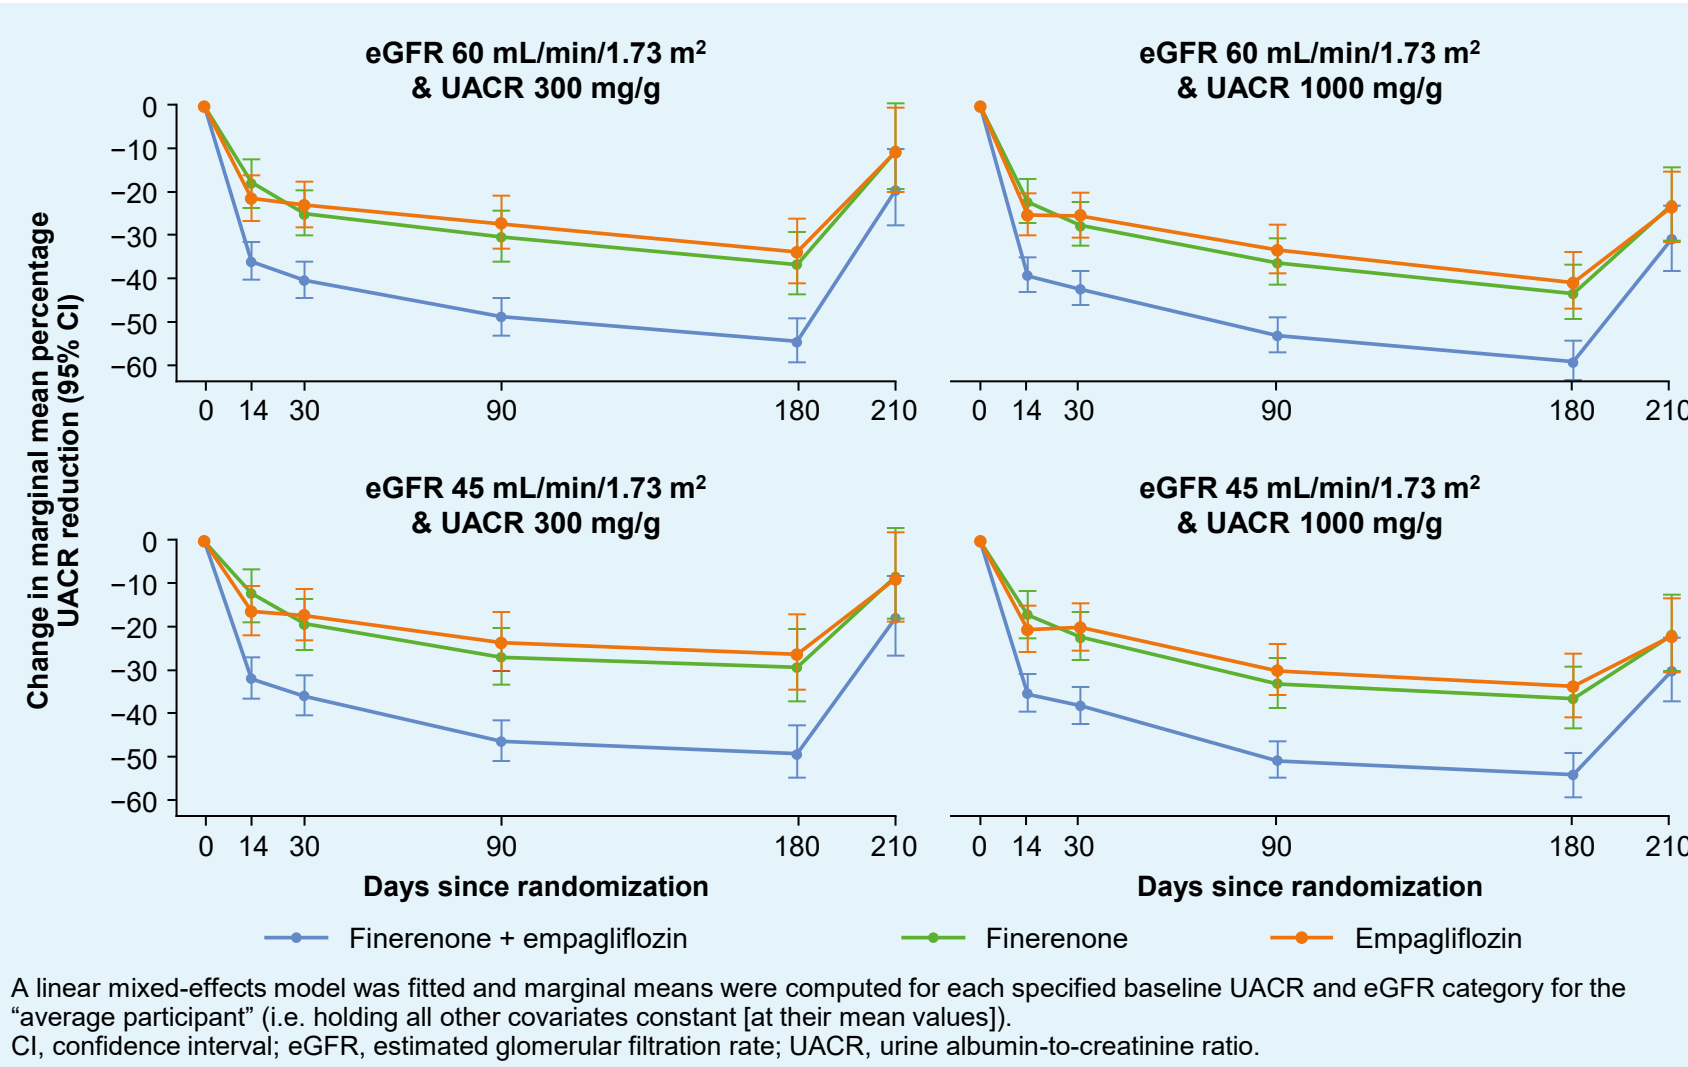 eGFR 60 mL/min/1.73 m²
& UACR 300 mg/g
eGFR 60 mL/min/1.73 m²
& UACR 1000 mg/g
Change in marginal mean percentage
UACR reduction (95% CI)
0
−10
−20
−30
−40
−50
−60
0 14 30 90 180 210
0 14 30 90 180 210
eGFR 45 mL/min/1.73 m²
& UACR 300 mg/g
eGFR 45 mL/min/1.73 m²
& UACR 1000 mg/g
0
−10
−20
−30
−40
−50
−60
0 14 30 90 180 210
0 14 30 90 180 210
Days since randomization
Days since randomization
Finerenone + empagliflozin Finerenone Empagliflozin
A linear mixed-effects model was fitted and marginal means were computed for each specified baseline UACR and eGFR category for the
“average participant” (i.e. holding all other covariates constant [at their mean values]).
CI, confidence interval; eGFR, estimated glomerular filtration rate; UACR, urine albumin-to-creatinine ratio.